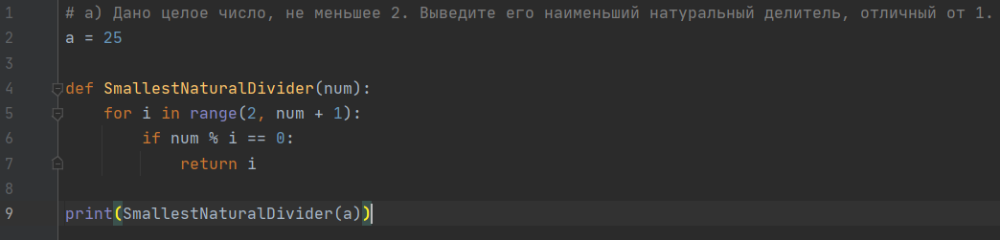 1 # а) Дано целое число, не меньшее 2. Выведите его наименьший натуральный делитель, отличный от 1.
2 a = 25
3
4 def SmallestNaturalDivider(num):
5     for i in range(2, num + 1):
6         if num % i == 0:
7             return i
8
9 print(SmallestNaturalDivider(a))